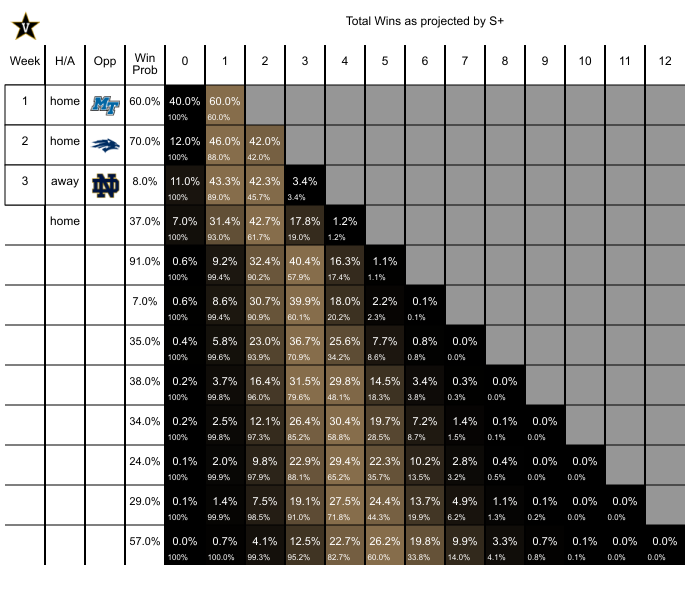 Total Wins as projected by S+
V
Week H/A Opp Win Prob 0 1 2 3 4 5 6 7 8 9 10 11 12
1 home MT 60.0% 40.0% 60.0%
100% 60.0%
2 home 70.0% 12.0% 46.0% 42.0%
100% 88.0% 42.0%
3 away ND 8.0% 11.0% 43.3% 42.3% 3.4%
100% 89.0% 45.7% 3.4%
home 37.0% 7.0% 31.4% 42.7% 17.8% 1.2%
100% 93.0% 61.7% 19.0% 1.2%
91.0% 0.6% 9.2% 32.4% 40.4% 16.3% 1.1%
100% 99.4% 90.2% 57.9% 17.4% 1.1%
7.0% 0.6% 8.6% 30.7% 39.9% 18.0% 2.2% 0.1%
100% 99.4% 90.9% 60.1% 20.2% 2.3% 0.1%
35.0% 0.4% 5.8% 23.0% 36.7% 25.6% 7.7% 0.8% 0.0%
100% 99.6% 93.9% 70.9% 34.2% 8.6% 0.8% 0.0%
38.0% 0.2% 3.7% 16.4% 31.5% 29.8% 14.5% 3.4% 0.3% 0.0%
100% 99.8% 96.0% 79.6% 48.1% 18.3% 3.8% 0.3% 0.0%
34.0% 0.2% 2.5% 12.1% 26.4% 30.4% 19.7% 7.2% 1.4% 0.1% 0.0%
100% 99.8% 97.3% 85.2% 58.8% 28.5% 8.7% 1.5% 0.1% 0.0%
24.0% 0.1% 2.0% 9.8% 22.9% 29.4% 22.3% 10.2% 2.8% 0.4% 0.0% 0.0%
100% 99.9% 97.9% 88.1% 65.2% 35.7% 13.5% 3.2% 0.5% 0.0% 0.0%
29.0% 0.1% 1.4% 7.5% 19.1% 27.5% 24.4% 13.7% 4.9% 1.1% 0.1% 0.0% 0.0%
100% 99.9% 98.5% 91.0% 71.8% 44.3% 19.9% 6.2% 1.3% 0.2% 0.0% 0.0%
57.0% 0.0% 0.7% 4.1% 12.5% 22.7% 26.2% 19.8% 9.9% 3.3% 0.7% 0.1% 0.0% 0.0%
100% 100.0% 99.3% 95.2% 82.7% 60.0% 33.8% 14.0% 4.1% 0.8% 0.1% 0.0% 0.0%